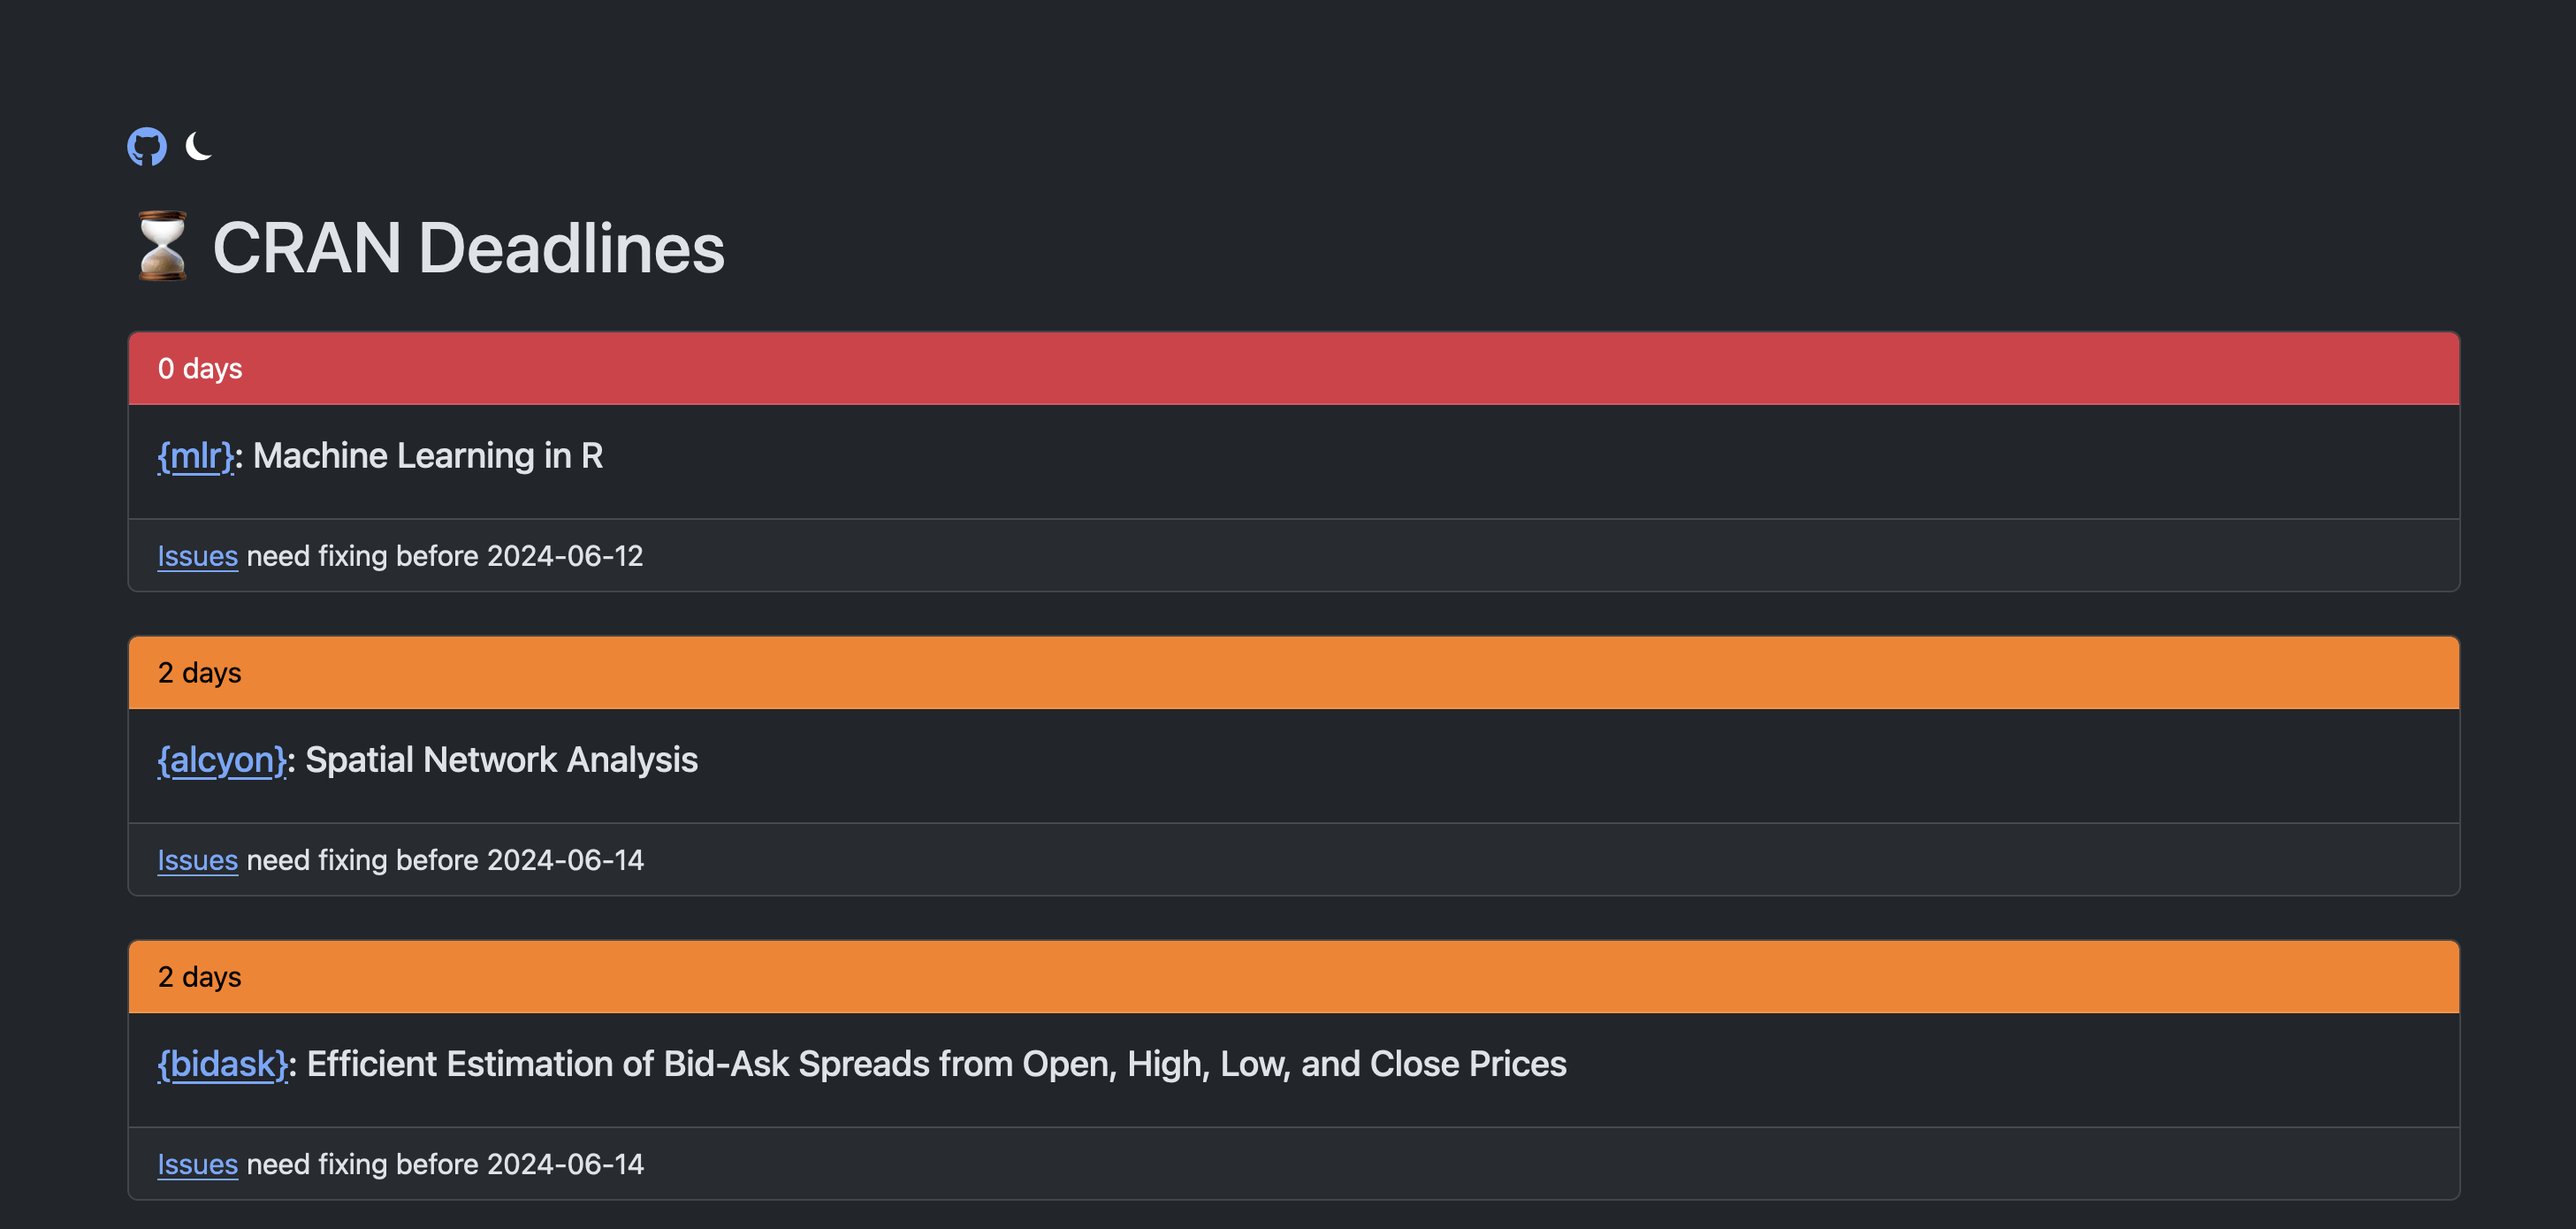 ⏳ CRAN Deadlines
0 days
{mlr}: Machine Learning in R
Issues need fixing before 2024-06-12
2 days
{alcyon}: Spatial Network Analysis
Issues need fixing before 2024-06-14
2 days
{bidask}: Efficient Estimation of Bid-Ask Spreads from Open, High, Low, and Close Prices
Issues need fixing before 2024-06-14